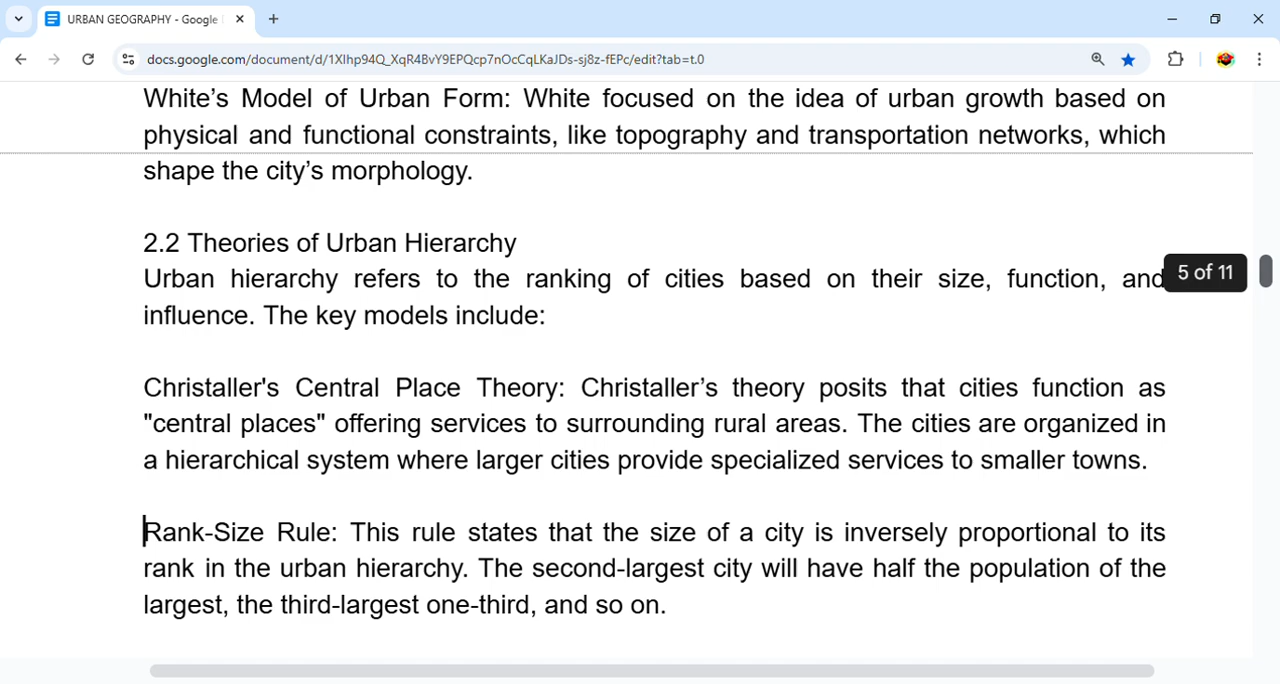 URBAN GEOGRAPHY - Google
docs.google.com/document/d/1XIhp94Q_XqR4BvY9EPQcp7nOcCqLKaJDs-sj8z-fEPc/edit?tab=t.0
White’s Model of Urban Form: White focused on the idea of urban growth based on
physical and functional constraints, like topography and transportation networks, which
shape the city’s morphology.
2.2 Theories of Urban Hierarchy
Urban hierarchy refers to the ranking of cities based on their size, function, and
influence. The key models include:
5 of 11
Christaller's Central Place Theory: Christaller’s theory posits that cities function as
"central places" offering services to surrounding rural areas. The cities are organized in
a hierarchical system where larger cities provide specialized services to smaller towns.
Rank-Size Rule: This rule states that the size of a city is inversely proportional to its
rank in the urban hierarchy. The second-largest city will have half the population of the
largest, the third-largest one-third, and so on.